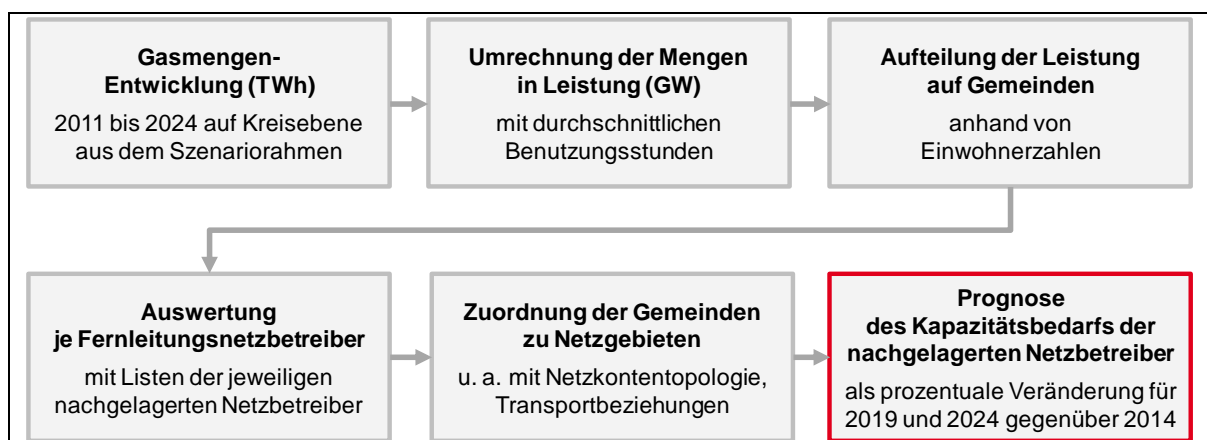 Gasmengen-
Entwicklung (TWh)
2011 bis 2024 auf Kreisebene
aus dem Szenariorahmen
Umrechnung der Mengen
in Leistung (GW)
mit durchschnittlichen
Benutzungsstunden
Aufteilung der Leistung
auf Gemeinden
anhand von
Einwohnerzahlen
Auswertung
je Fernleitungsnetzbetreiber
mit Listen der jeweiligen
nachgelagerten Netzbetreiber
Zuordnung der Gemeinden
zu Netzgebieten
u. a. mit Netzkontentopologie,
Transportbeziehungen
Prognose
des Kapazitätsbedarfs der
nachgelagerten Netzbetreiber
als prozentuale Veränderung für
2019 und 2024 gegenüber 2014